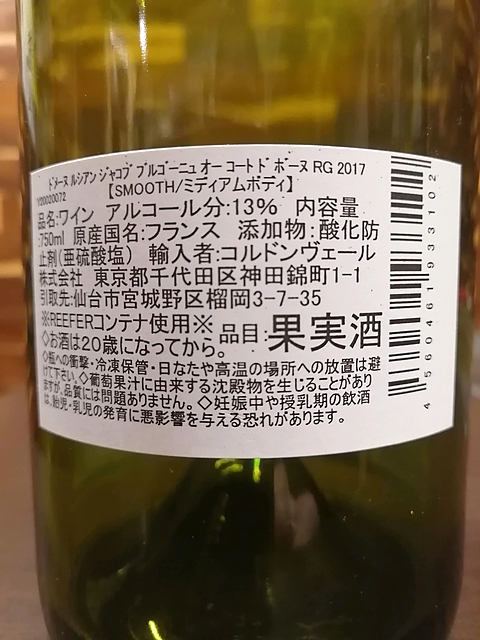 ドメーヌ ルシアン ジャコブ ブルゴーニュ オー コート ド ボーヌ RG 2017
Y20020072 【SMOOTH/ミディアムボディ】
品名:ワイン アルコール分:13% 内容量
:750ml 原産国名:フランス 添加物:酸化防
止剤(亜硫酸塩) 輸入者:コルドンヴェール
株式会社 東京都千代田区神田錦町1-1
引取先:仙台市宮城野区榴岡3-7-35
※REEFERコンテナ使用※ 品目:果実酒
◇お酒は20歳になってから。
◇瓶への衝撃・冷凍保管・日なたや高温の場所への放置は避
けて下さい。◇葡萄果汁に由来する沈殿物を生じることがあり
ますが、品質には問題ありません。◇妊娠中や授乳期の飲酒
は、胎児・乳児の発育に悪影響を与える恐れがあります。
4 560461 933102